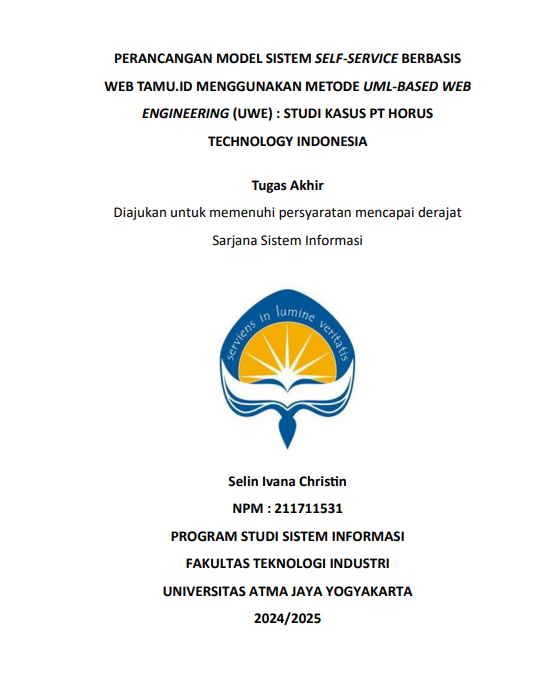 PERANCANGAN MODEL SISTEM SELF-SERVICE BERBASIS
WEB TAMU.ID MENGGUNAKAN METODE UML-BASED WEB
ENGINEERING (UWE) : STUDI KASUS PT HORUS
TECHNOLOGY INDONESIA
Tugas Akhir
Diajukan untuk memenuhi persyaratan mencapai derajat
Sarjana Sistem Informasi
serviens in lumine veritatis
Selin Ivana Christin
NPM : 211711531
PROGRAM STUDI SISTEM INFORMASI
FAKULTAS TEKNOLOGI INDUSTRI
UNIVERSITAS ATMA JAYA YOGYAKARTA
2024/2025